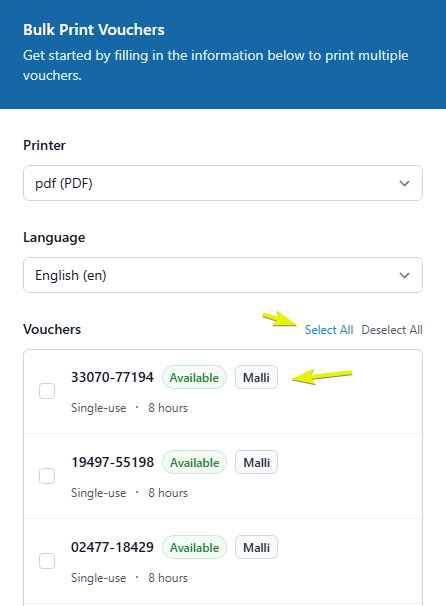 Bulk Print Vouchers
Get started by filling in the information below to print multiple
vouchers.
Printer
pdf (PDF)
Language
English (en)
Vouchers Select All Deselect All
33070-77194 Available Malli
Single-use · 8 hours
19497-55198 Available Malli
Single-use · 8 hours
02477-18429 Available Malli
Single-use · 8 hours